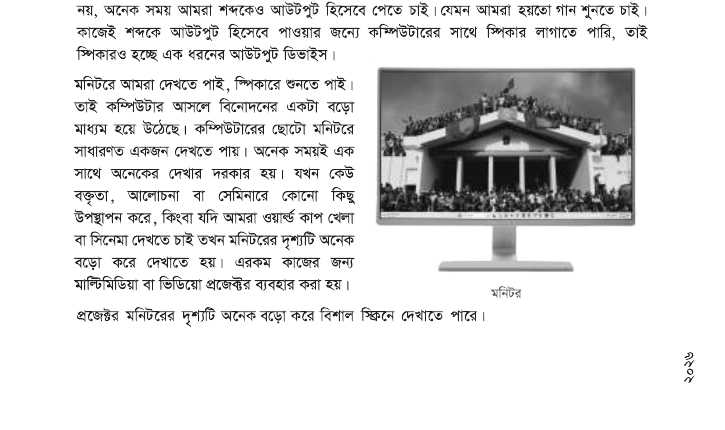 নয়, অনেক সময় আমরা শব্দকেও আউটপুট হিসেবে পেতে চাই। যেমন আমরা হয়তো গান শুনতে চাই।
কাজেই শব্দকে আউটপুট হিসেবে পাওয়ার জন্যে কম্পিউটারের সাথে স্পিকার লাগাতে পারি, তাই
স্পিকারও হচ্ছে এক ধরনের আউটপুট ডিভাইস।
মনিটরে আমরা দেখতে পাই, স্পিকারে শুনতে পাই।
তাই কম্পিউটার আসলে বিনোদনের একটা বড়ো
মাধ্যম হয়ে উঠেছে। কম্পিউটারের ছোটো মনিটরে
সাধারণত একজন দেখতে পায়। অনেক সময়ই এক
সাথে অনেকের দেখার দরকার হয়। যখন কেউ
বক্তৃতা, আলোচনা বা সেমিনারে কোনো কিছু
উপস্থাপন করে, কিংবা যদি আমরা ওয়ার্ল্ড কাপ খেলা
বা সিনেমা দেখতে চাই তখন মনিটরের দৃশ্যটি অনেক
বড়ো করে দেখাতে হয়। এরকম কাজের জন্য
মাল্টিমিডিয়া বা ভিডিয়ো প্রজেক্টর ব্যবহার করা হয়।
মনিটর
প্রজেক্টর মনিটরের দৃশ্যটি অনেক বড়ো করে বিশাল স্ক্রিনে দেখাতে পারে।
২০২৬